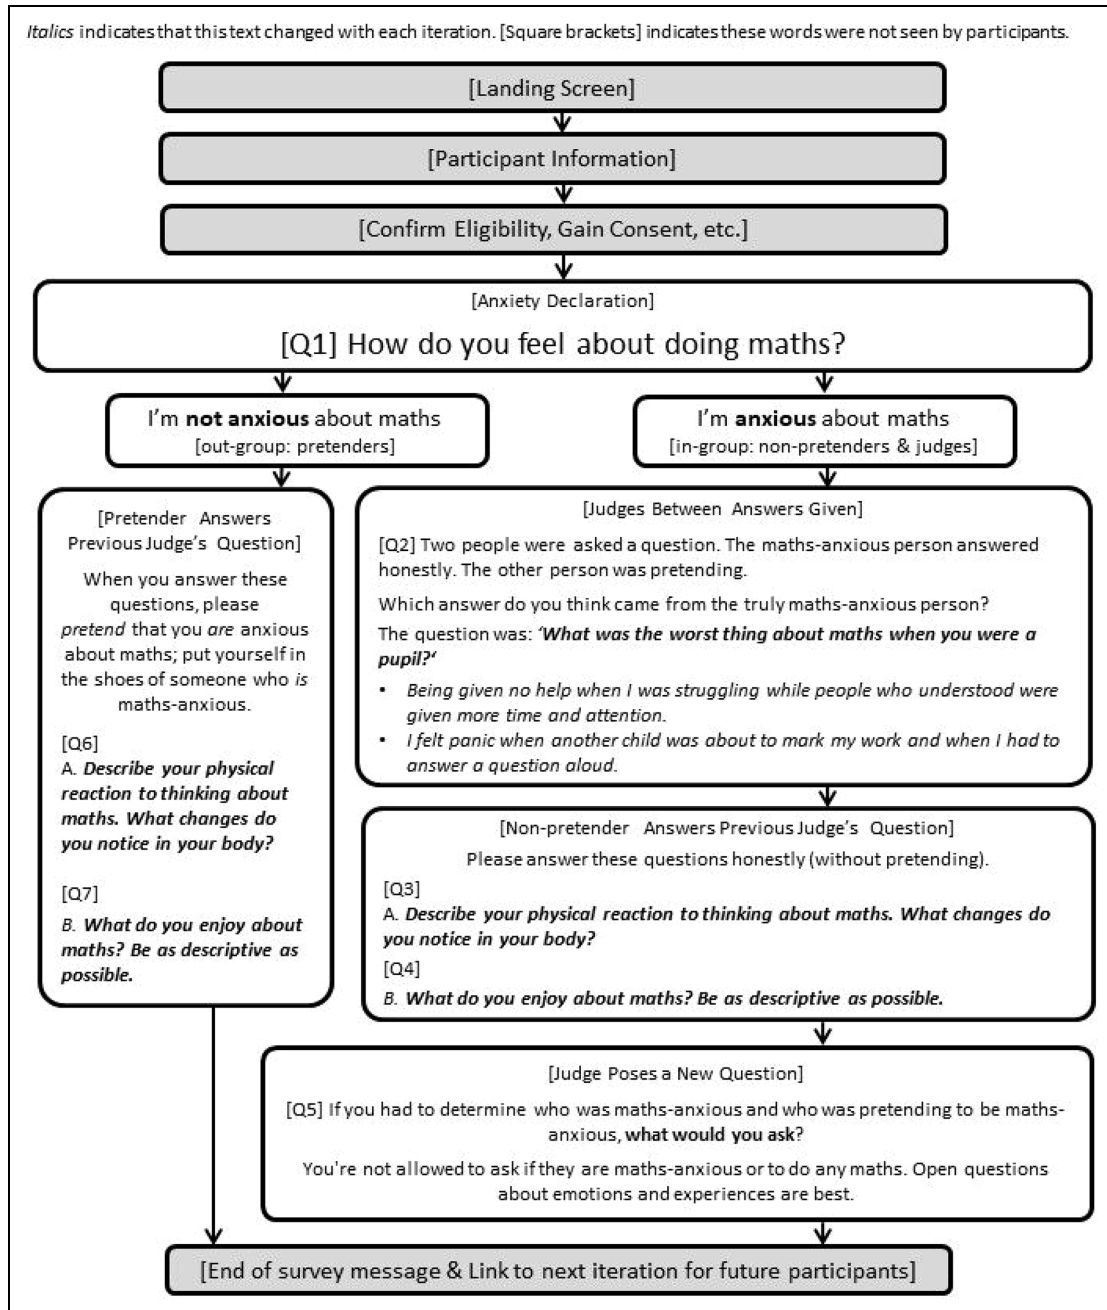 Italics indicates that this text changed with each iteration. [Square brackets] indicates these words were not seen by participants.
[Landing Screen]
[Participant Information]
[Confirm Eligibility, Gain Consent, etc.]
[Anxiety Declaration]
[Q1] How do you feel about doing maths?
I'm not anxious about maths
[out-group: pretenders]
I'm anxious about maths
[in-group: non-pretenders & judges]
[Pretender Answers
Previous Judge's Question]
When you answer these
questions, please
pretend that you are anxious
about maths; put yourself in
the shoes of someone who is
maths-anxious.
[Q6]
A. Describe your physical
reaction to thinking about
maths. What changes do
you notice in your body?
[Q7]
B. What do you enjoy about
maths? Be as descriptive as
possible.
[Judges Between Answers Given]
[Q2] Two people were asked a question. The maths-anxious person answered
honestly. The other person was pretending.
Which answer do you think came from the truly maths-anxious person?
The question was: ‘What was the worst thing about maths when you were a
pupil?‘
• Being given no help when I was struggling while people who understood were
given more time and attention.
• I felt panic when another child was about to mark my work and when I had to
answer a question aloud.
[Non-pretender Answers Previous Judge's Question]
Please answer these questions honestly (without pretending).
[Q3]
A. Describe your physical reaction to thinking about maths. What changes do
you notice in your body?
[Q4]
B. What do you enjoy about maths? Be as descriptive as possible.
[Judge Poses a New Question]
[Q5] If you had to determine who was maths-anxious and who was pretending to be maths-
anxious, what would you ask?
You're not allowed to ask if they are maths-anxious or to do any maths. Open questions
about emotions and experiences are best.
[End of survey message & Link to next iteration for future participants]